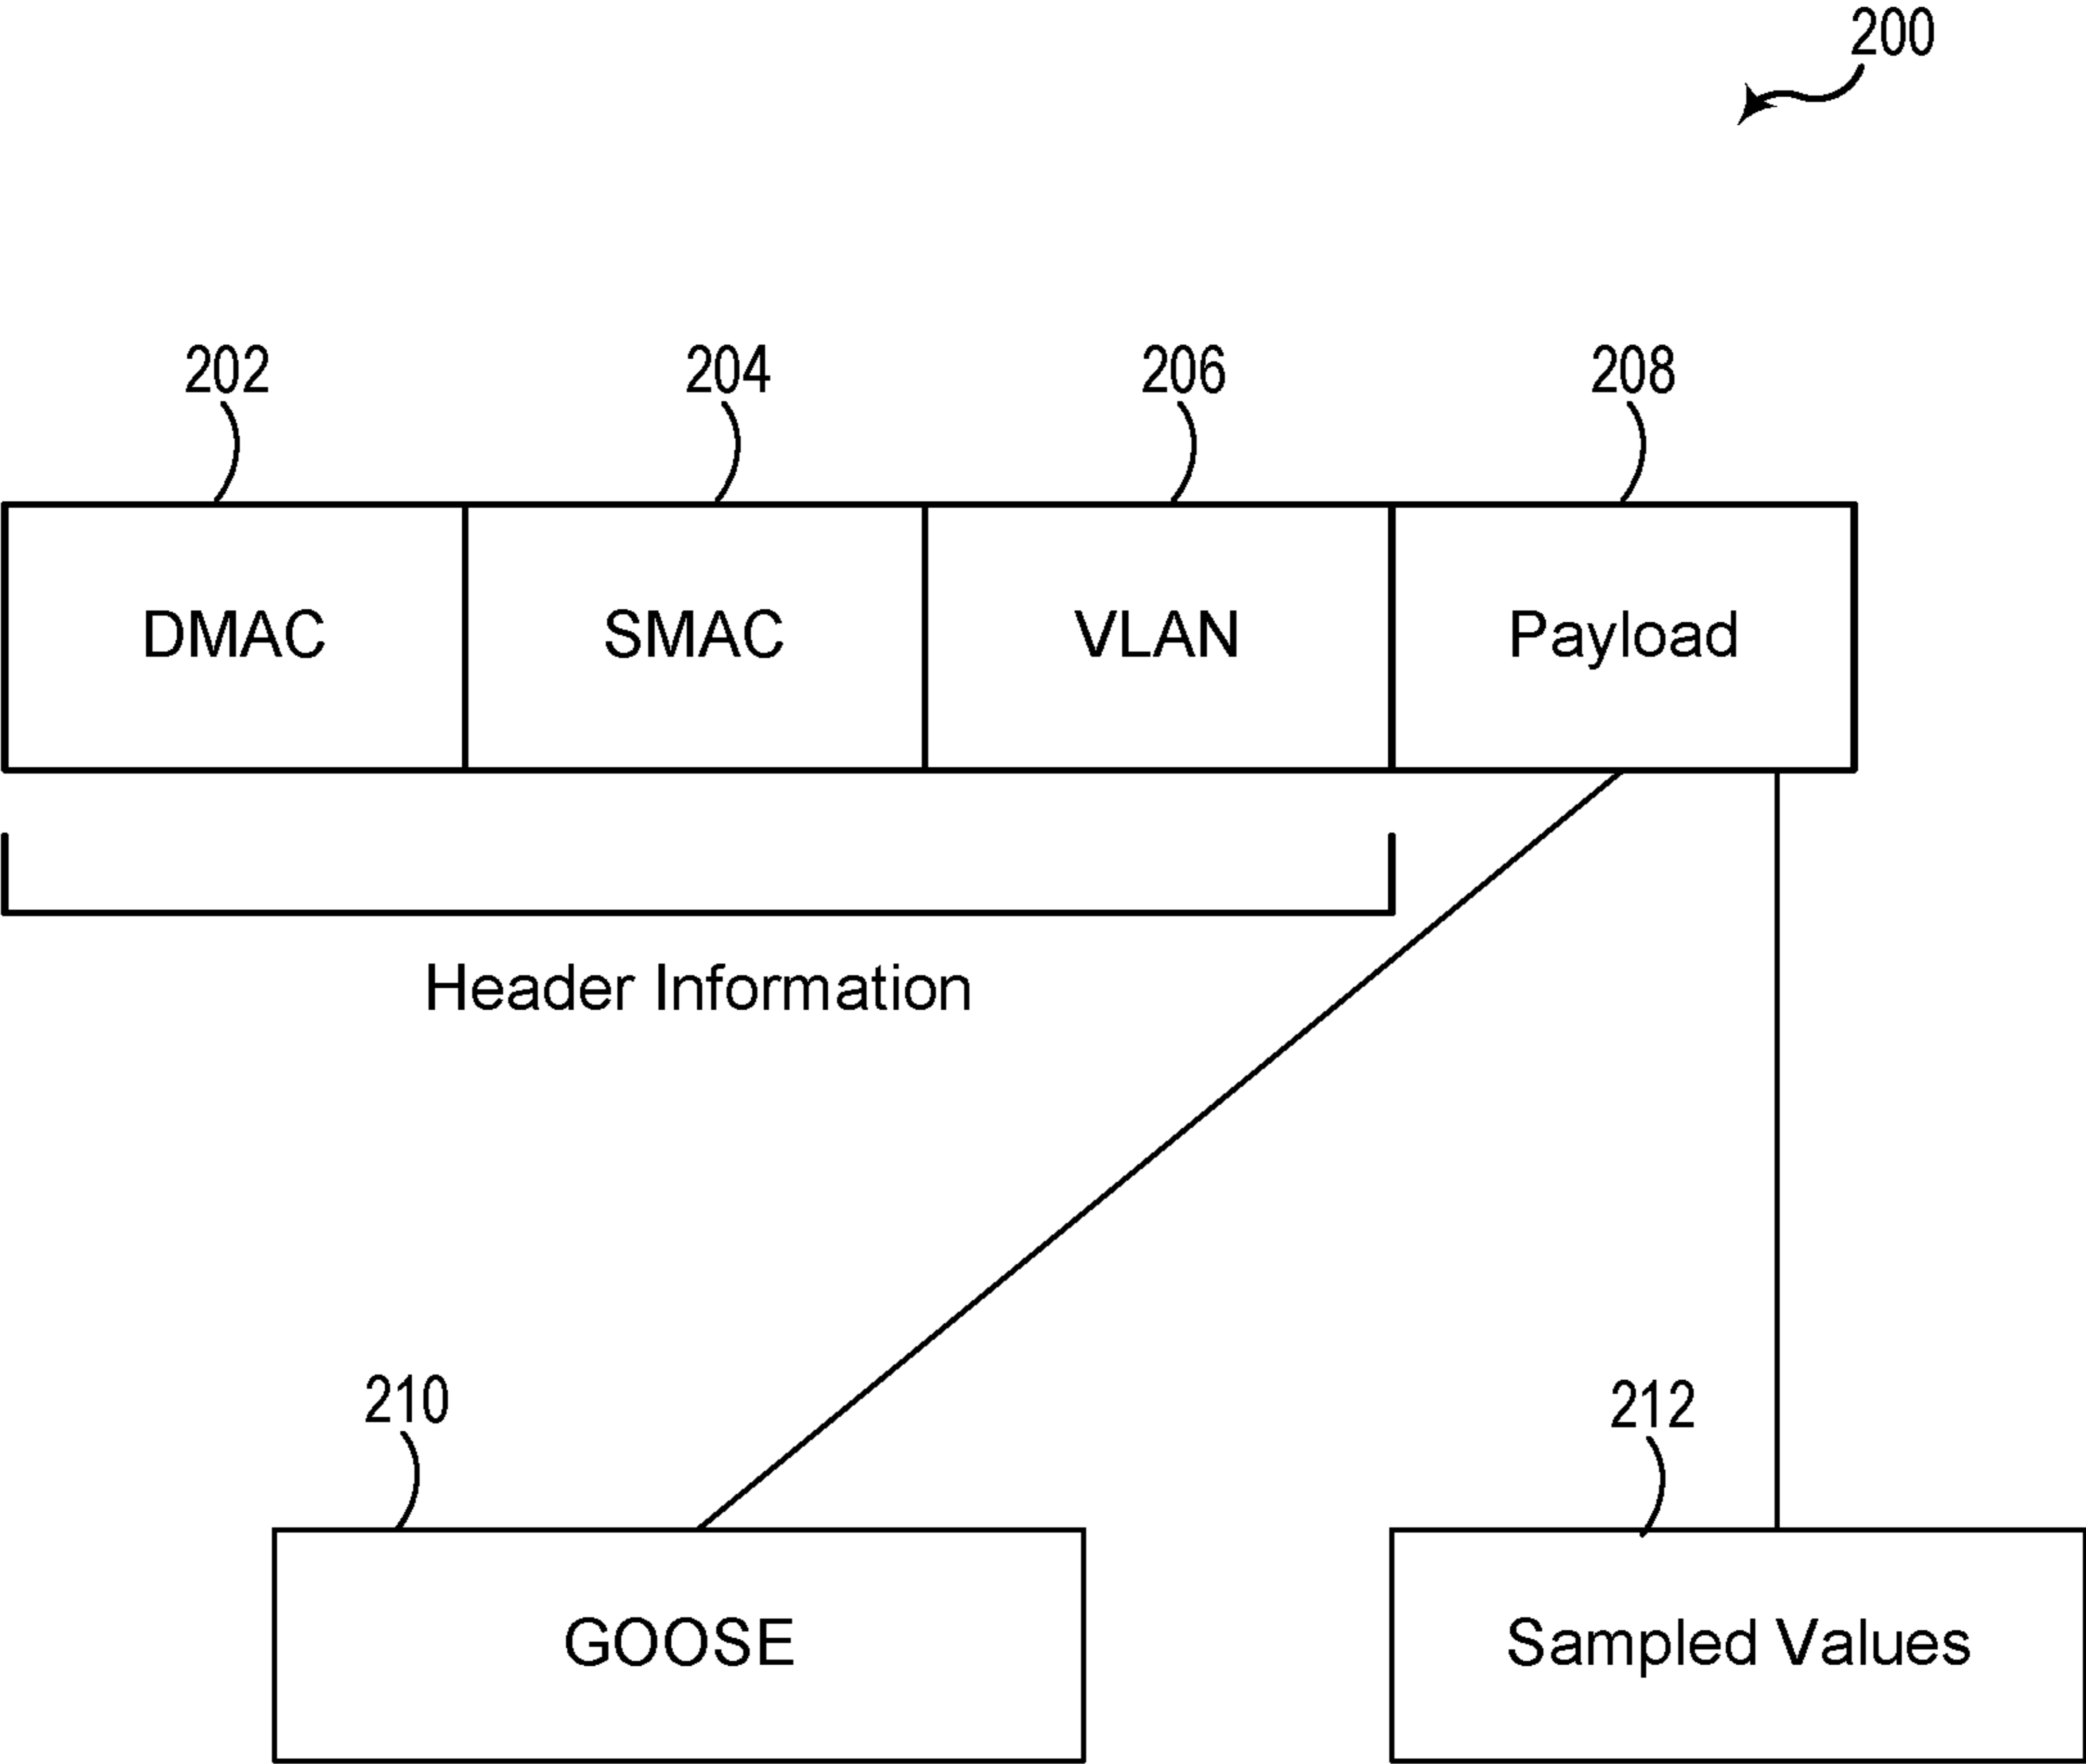 200
202 204 206 208
DMAC SMAC VLAN Payload
Header Information
210 212
GOOSE Sampled Values